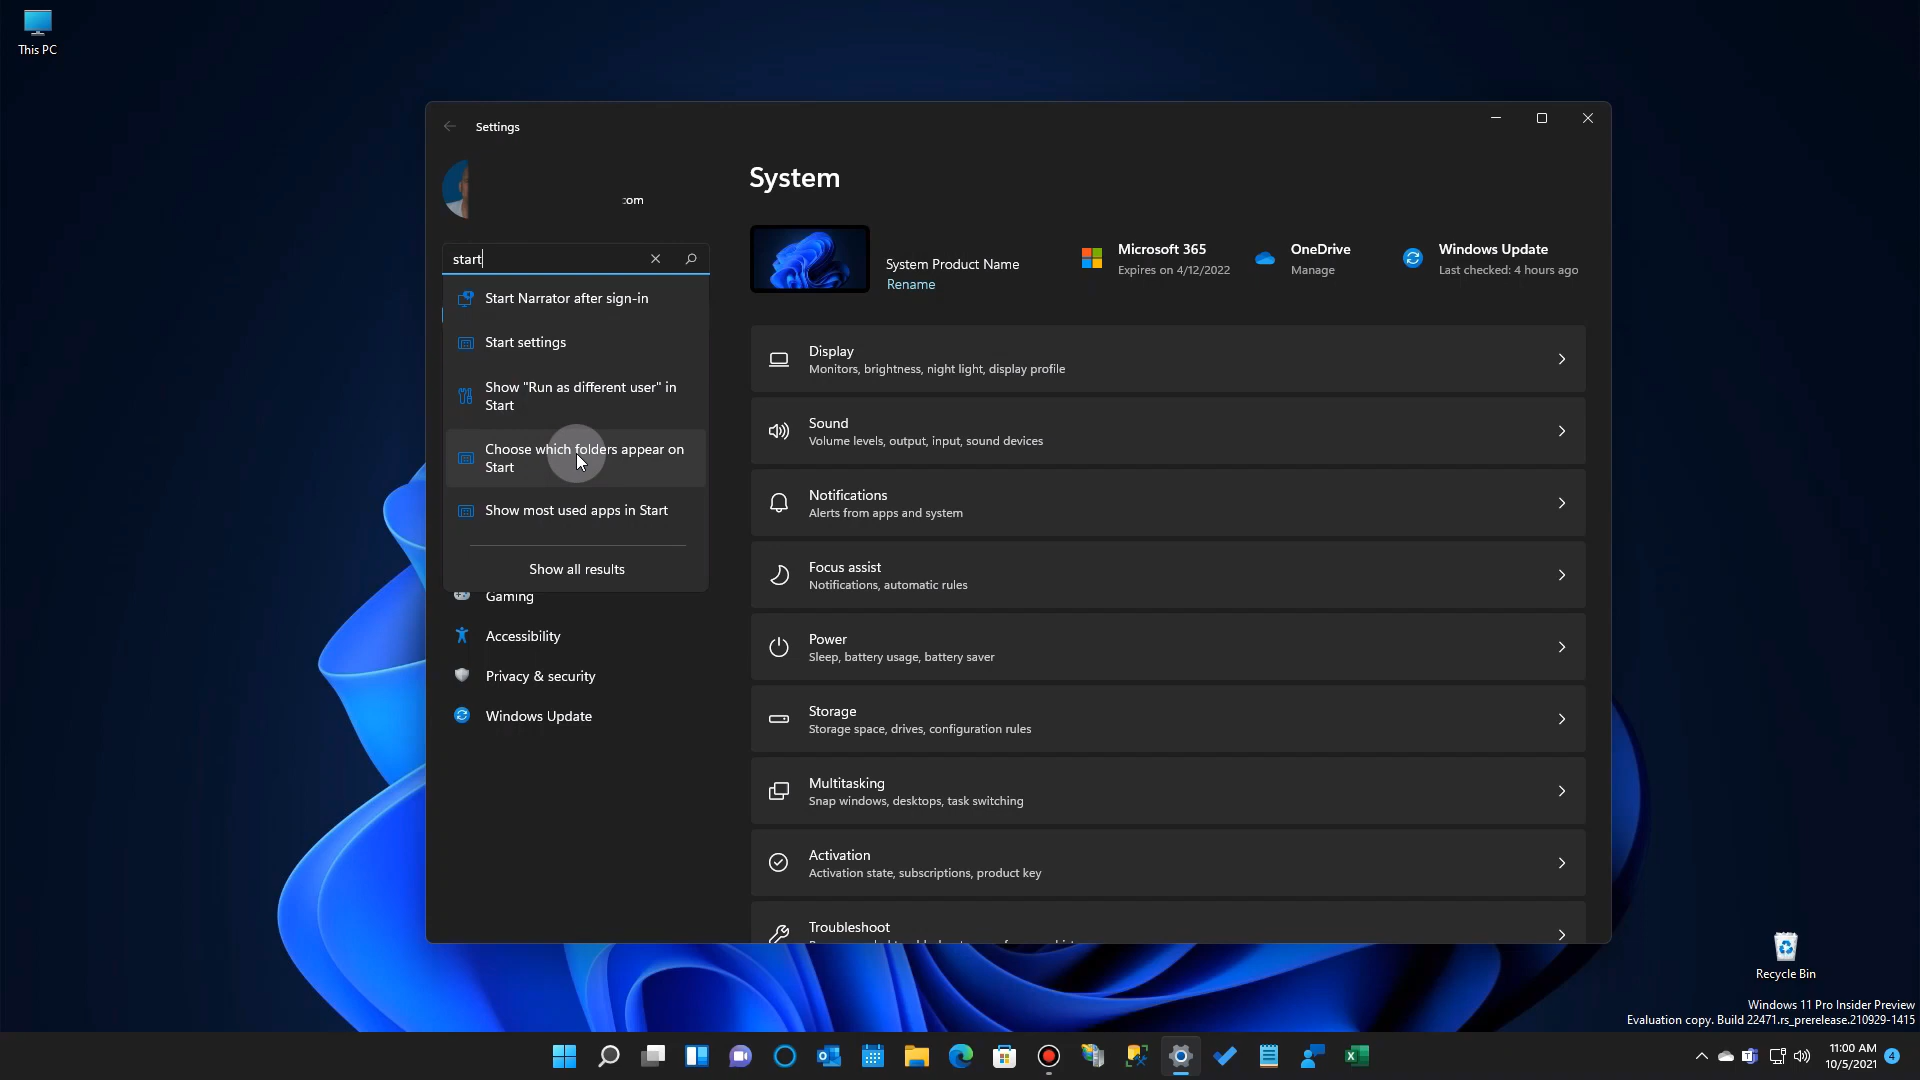 This PC
Settings
:om
start
Start Narrator after sign-in
Start settings
Show "Run as different user" in
Start
Choose which folders appear on
Start
Show most used apps in Start
Show all results
Gaming
Accessibility
Privacy & security
Windows Update
System
System Product Name
Rename
Microsoft 365
Expires on 4/12/2022
OneDrive
Manage
Windows Update
Last checked: 4 hours ago
Display
Monitors, brightness, night light, display profile
Sound
Volume levels, output, input, sound devices
Notifications
Alerts from apps and system
Focus assist
Notifications, automatic rules
Power
Sleep, battery usage, battery saver
Storage
Storage space, drives, configuration rules
Multitasking
Snap windows, desktops, task switching
Activation
Activation state, subscriptions, product key
Troubleshoot
Recycle Bin
Windows 11 Pro Insider Preview
Evaluation copy. Build 22471.rs_prerelease.210929-1415
11:00 AM
10/5/2021
4